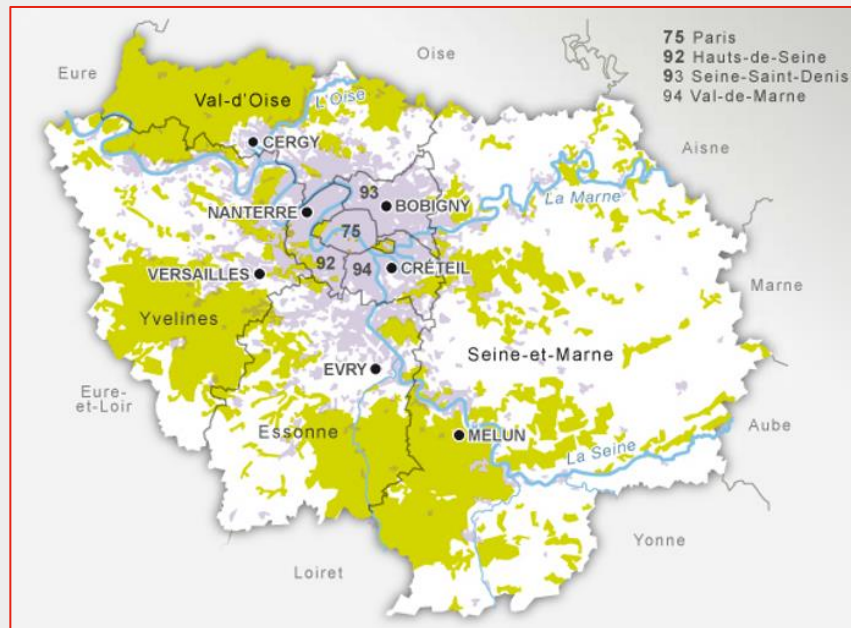 75 Paris
92 Hauts-de-Seine
93 Seine-Saint-Denis
94 Val-de-Marne
Oise
Eure
Val-d'Oise
L'Oise
CERGY
Aisne
La Marne
93
NANTERRE
BOBIGNY
75
92
94
CRÉTEIL
VERSAILLES
Marne
Yvelines
Seine-et-Marne
EVRY
Eure-
et-Loir
Essonne
Aube
MELUN
La Seine
Yonne
Loiret